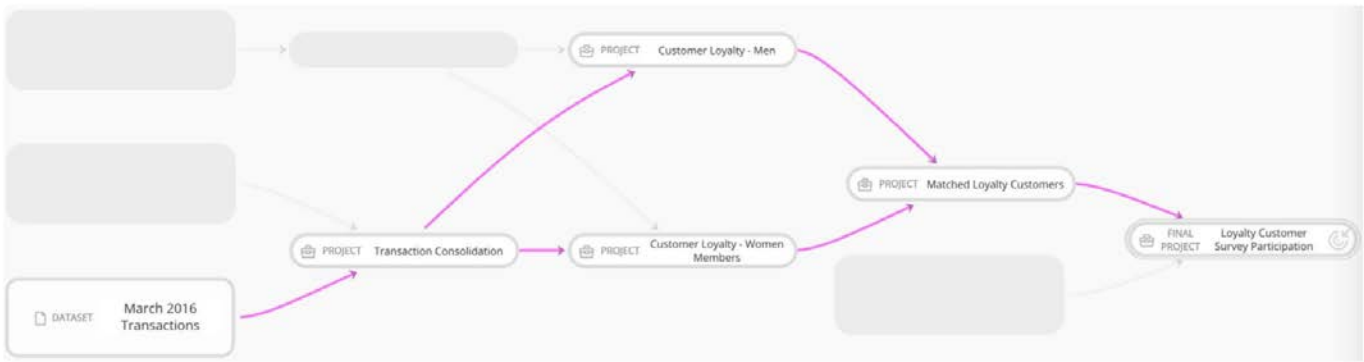 PROJECT Customer Loyalty - Men
PROJECT Matched Loyalty Customers
PROJECT Transaction Consolidation
PROJECT Customer Loyalty - Women
Members
FINAL
PROJECT
Loyalty Customer
Survey Participation
DATASET
March 2016
Transactions